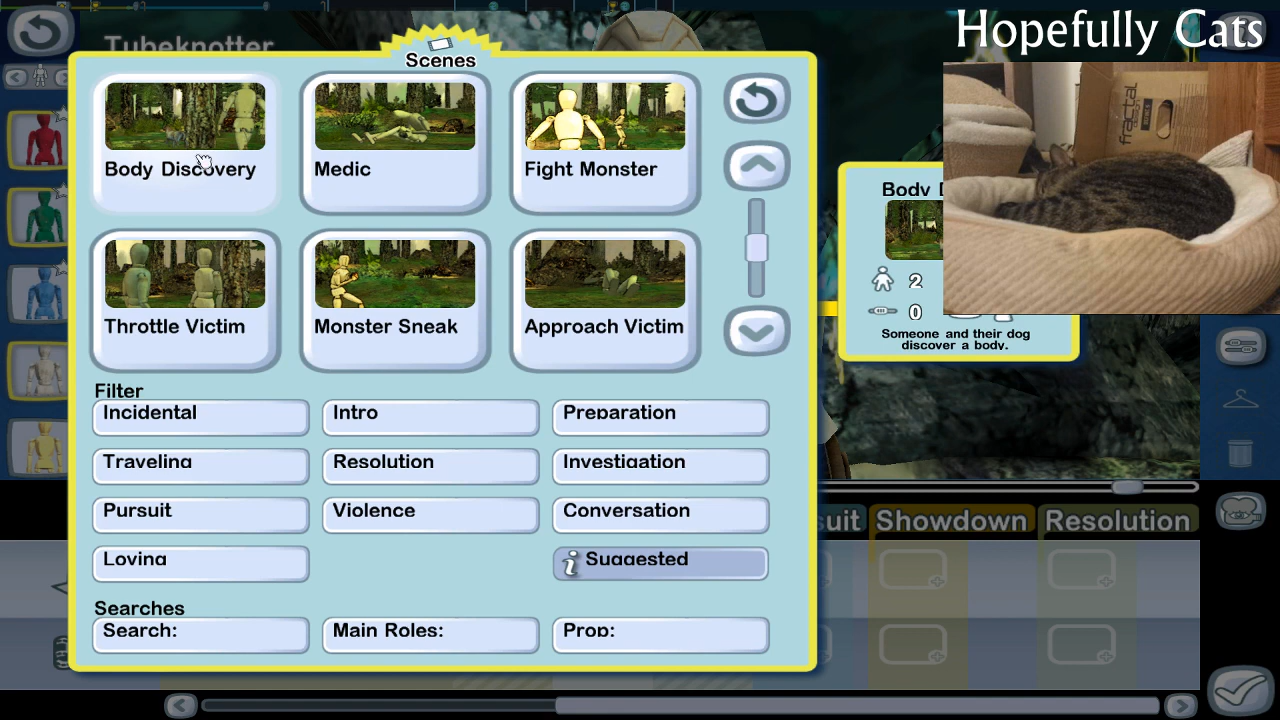 Hopefully Cats
Tubeknotter
Scenes
Body Discovery
Medic
Fight Monster
Throttle Victim
Monster Sneak
Approach Victim
Body D
2
0
Someone and their dog
discover a body.
fractal
Filter
Incidental
Intro
Preparation
Traveling
Resolution
Investigation
Pursuit
Violence
Conversation
Loving
i Suggested
Searches
Search:
Main Roles:
Prop:
suit
Showdown
Resolution